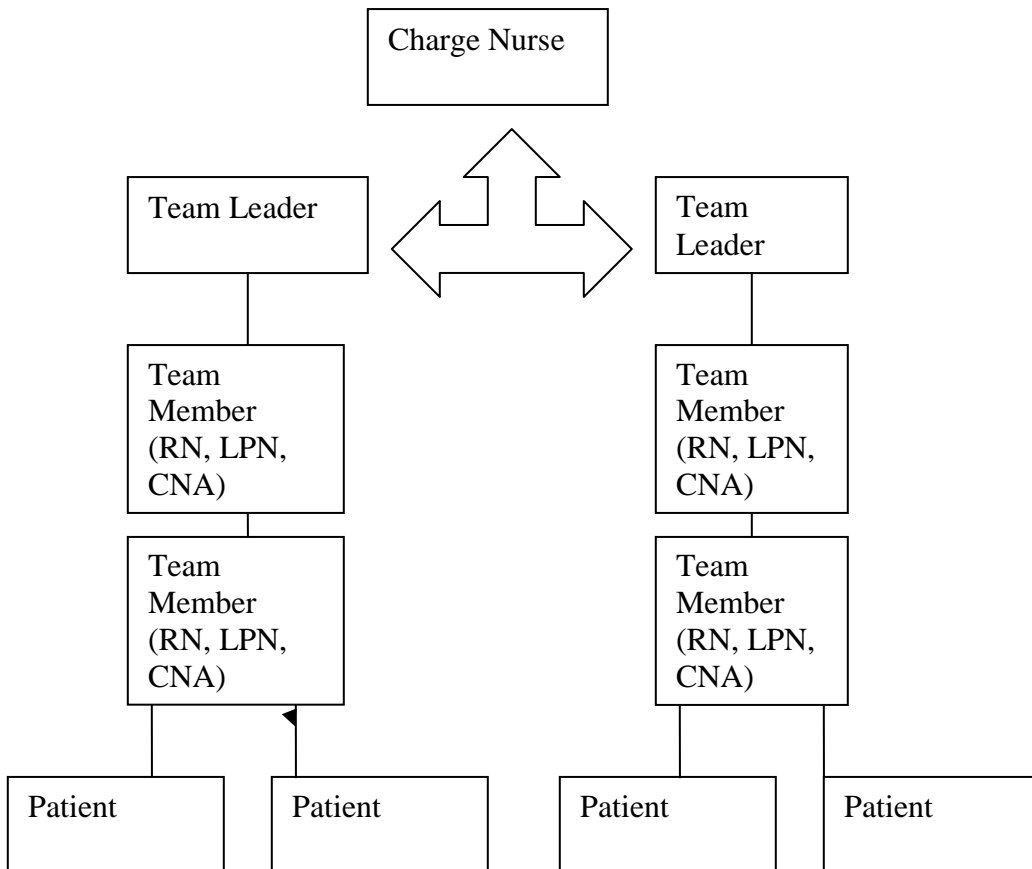 Charge Nurse
Team Leader
Team
Leader
Team
Member
(RN, LPN,
CNA)
Team
Member
(RN, LPN,
CNA)
Team
Member
(RN, LPN,
CNA)
Team
Member
(RN, LPN,
CNA)
Patient
Patient
Patient
Patient